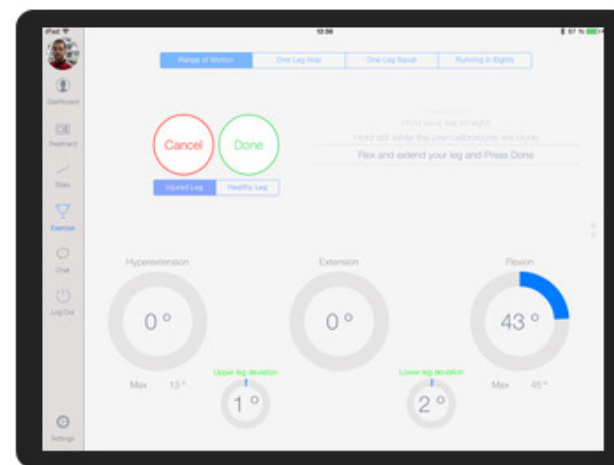 iPad
13:56
87 %
Range of Motion
One Leg Hop
One Leg Squat
Running in Eights
Dashboard
Treatment
Stats
Exercise
Chat
Log Out
Settings
Hold your leg straight
Hold still while the pre-calibrations are done
Flex and extend your leg and Press Done
Cancel
Done
Injured Leg
Healthy Leg
Hyperextension
Extension
Flexion
0 °
0 °
43 °
Max 13 °
Upper leg deviation
1 °
Lower leg deviation
2 °
Max 45 °